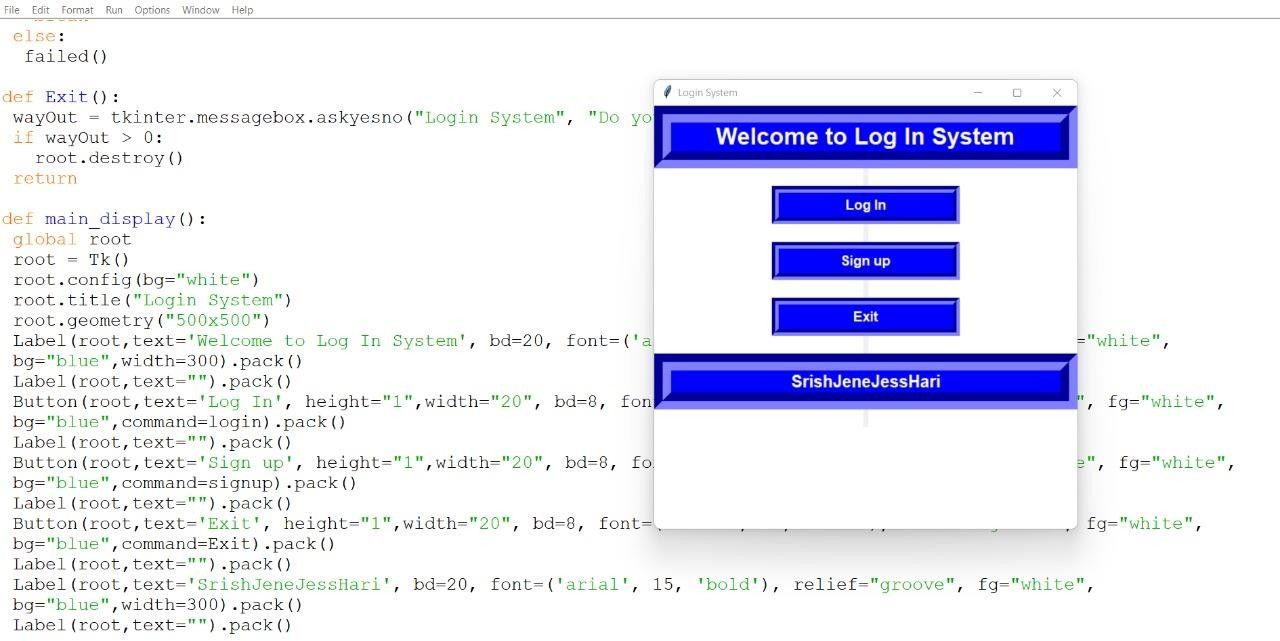 File Edit Format Run Options Window Help
else:
failed()
def Exit():
wayOut = tkinter.messagebox.askyesno("Login System", "Do
if wayOut > 0:
root.destroy()
return
def main_display():
global root
root = Tk()
root.config(bg="white")
root.title("Login System")
root.geometry("500x500")
Label(root,text='Welcome to Log In System', bd=20, font=(' ="white",
bg="blue",width=300).pack()
Label(root,text="").pack()
Button(root,text='Log In', height="1",width="20", bd=8, ", fg="white",
bg="blue",command=login).pack()
Label(root,text="").pack()
Button(root,text='Sign up', height="1",width="20", bd=8, ", fg="white",
bg="blue",command=signup).pack()
Label(root,text="").pack()
Button(root,text='Exit', height="1",width="20", bd=8, font= fg="white",
bg="blue",command=Exit).pack()
Label(root,text="").pack()
Label(root,text='SrishJeneJessHari', bd=20, font=('arial', 15, 'bold'), relief="groove", fg="white",
bg="blue",width=300).pack()
Label(root,text="").pack()
Login System
Welcome to Log In System
Log In
Sign up
Exit
SrishJeneJessHari